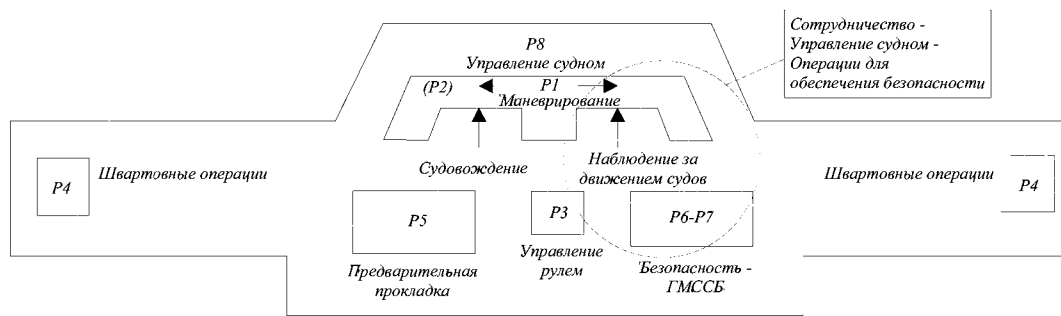 Сотрудничество -
Управление судном -
Операции для
обеспечения безопасности
P8
Управление судном
(P2)
P1
Маневрирование
Судовождение
Наблюдение за
движением судов
P4
Швартовные операции
Швартовные операции
P4
P5
P3
P6-P7
Предварительная
прокладка
Управление
рулем
Безопасность -
ГМССБ